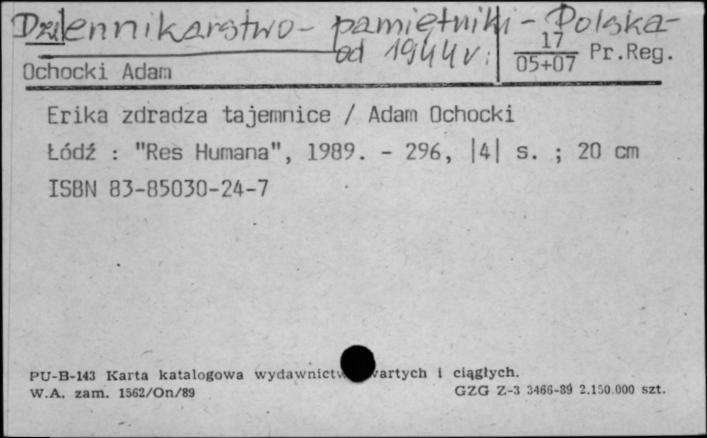 Dziennikarstwo - pamiętniki - Polska -
od 1944 r.
17
05+07 Pr.Reg.
Ochocki Adam
Erika zdradza tajemnice / Adam Ochocki
Łódź : "Res Humana", 1989. - 296, |4| s. ; 20 cm
ISBN 83-85030-24-7
PU-B-143 Karta katalogowa wydawnictw wartych i ciągłych.
W.A. zam. 1562/On/89 GZG Z-3 3466-89 2.150.000 szt.